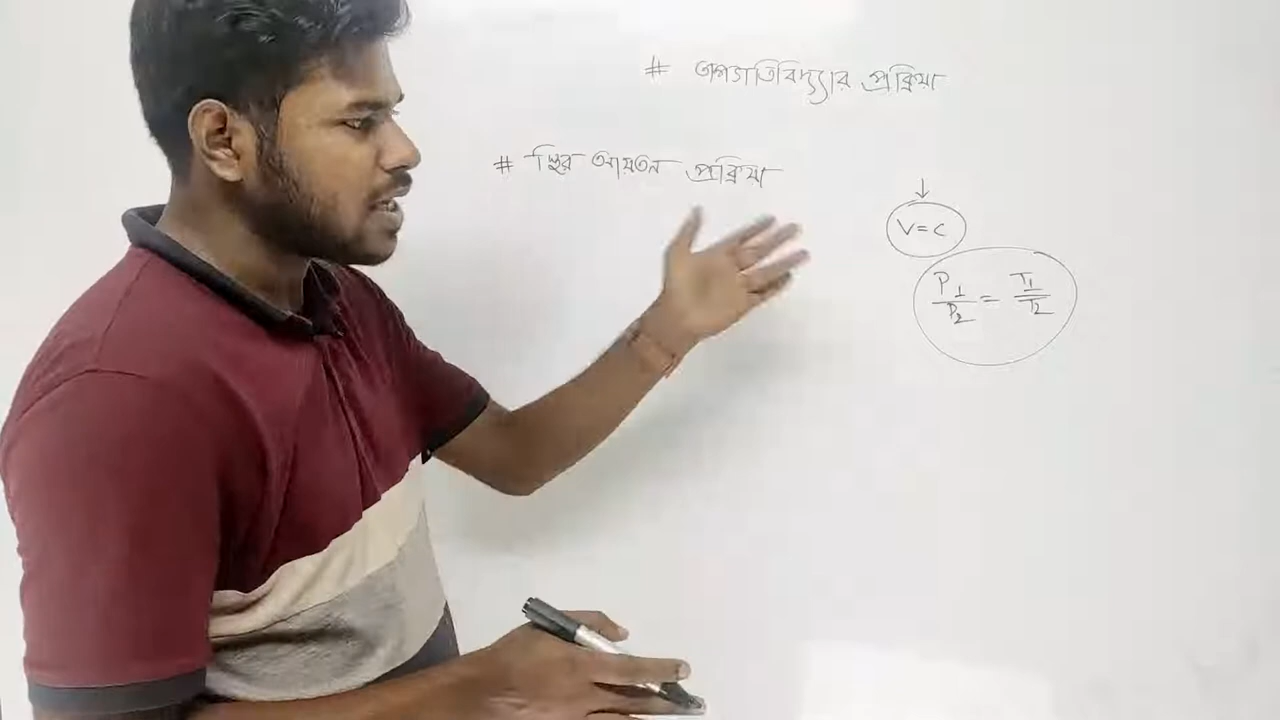 # তাপগতিবিদ্যার প্রক্রিয়া
# স্থির আয়তন প্রক্রিয়া
↓
V = C
P₁/P₂ = T₁/T₂